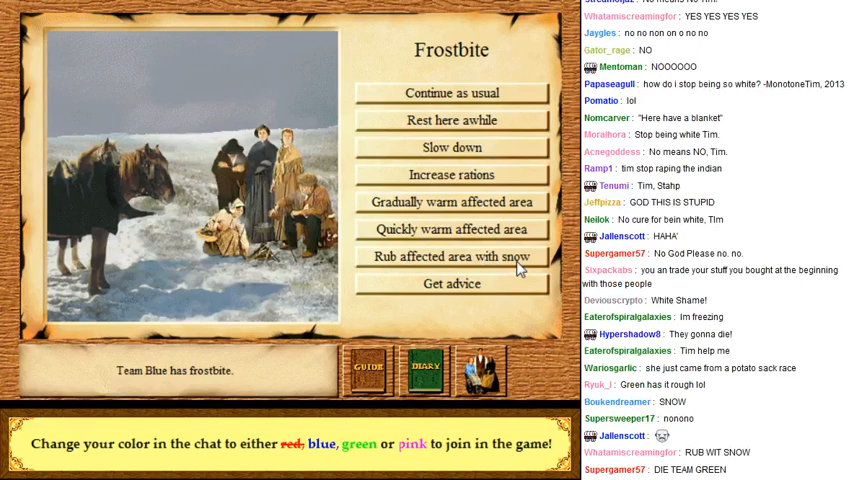 Frostbite
Continue as usual
Rest here awhile
Slow down
Increase rations
Gradually warm affected area
Quickly warm affected area
Rub affected area with snow
Get advice
Team Blue has frostbite.
GUIDE
DIARY
Change your color in the chat to either red, blue, green or pink to join in the game!
Whatamiscreamingfor : YES YES YES YES
Jaygles : no no non on o no no
Gator_rage : NO
Mentoman : NOOOOOO
Papaseagull : how do i stop being so white? -MonotoneTim, 2013
Pomatio : lol
Nomcarver : "Here have a blanket"
Moralhora : Stop being white Tim.
Acnegoddess : No means NO, Tim.
Ramp1 : tim stop raping the indian
Tenumi : Tim, Stahp
Jeffpizza : GOD THIS IS STUPID
Neilok : No cure for bein white, TIm
Jallenscott : HAHA'
Supergamer57 : No God Please no. no.
Sixpackabs : you an trade your stuff you bought at the beginning
with those people
Deviouscrypto : White Shame!
Eaterofspiralgalaxies : Im freezing
Hypershadow8 : They gonna die!
Eaterofspiralgalaxies : Tim help me
Wariosgarlic : she just came from a potato sack race
Ryuk_I : Green has it rough lol
Boukendreamer : SNOW
Supersweeper17 : nonono
Jallenscott :
Whatamiscreamingfor : RUB WIT SNOW
Supergamer57 : DIE TEAM GREEN